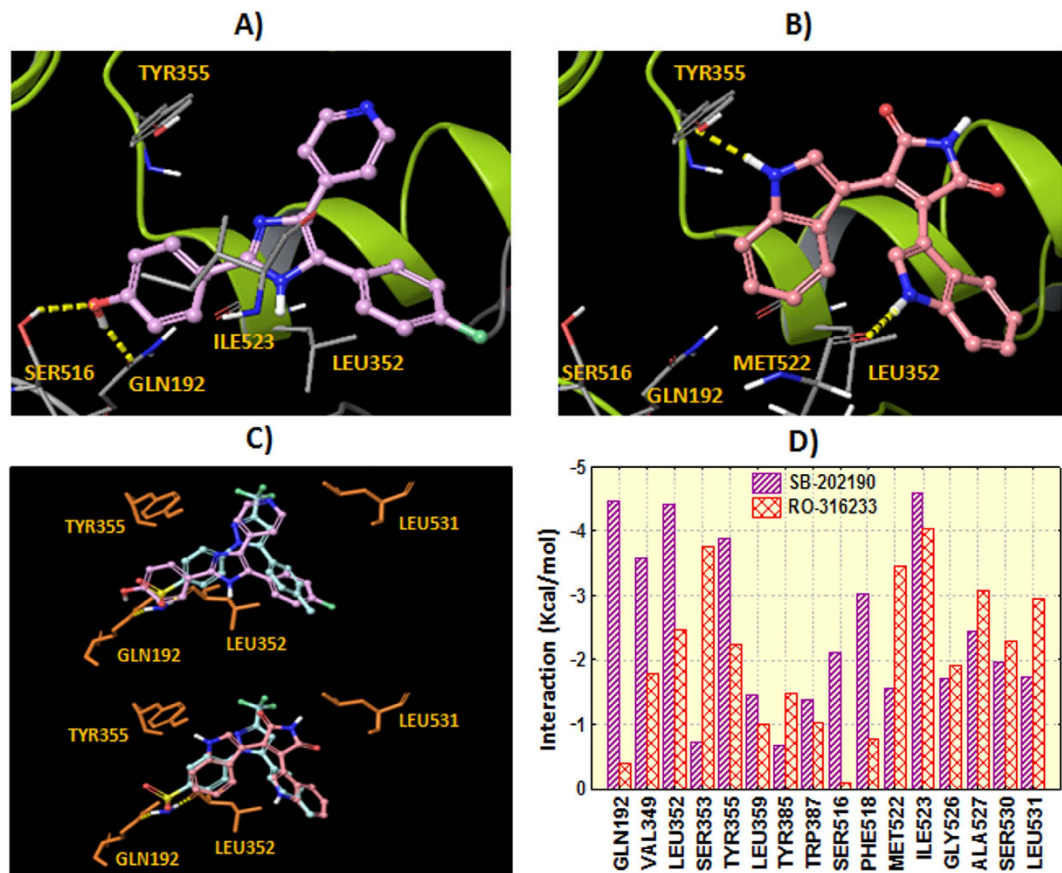 A)
TYR355
ILE523
SER516
GLN192
LEU352
B)
TYR355
SER516
MET522
GLN192
LEU352
C)
TYR355
LEU531
GLN192
LEU352
TYR355
LEU531
GLN192
LEU352
D)
Interaction (Kcal/mol)
-5
-4
-3
-2
-1
0
SB-202190
RO-316233
GLN192
VAL349
LEU352
SER353
TYR355
LEU359
TYR385
TRP387
SER516
PHE518
MET522
ILE523
GLY526
ALA527
SER530
LEU531